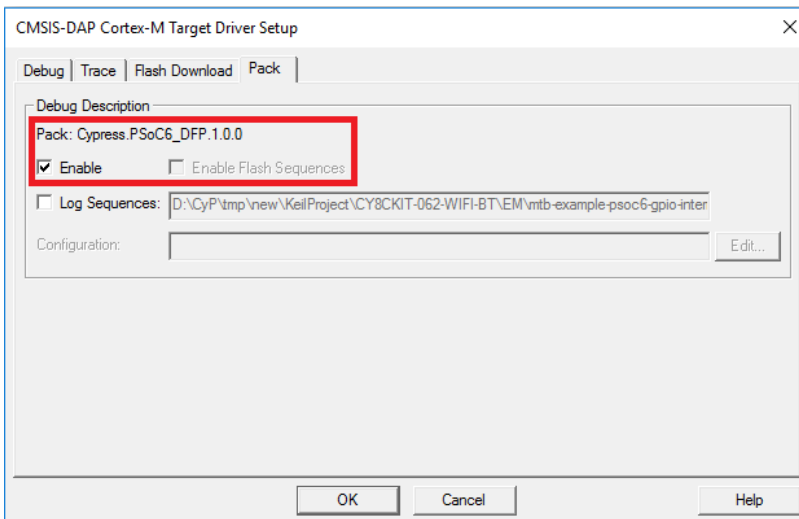 CMSIS-DAP Cortex-M Target Driver Setup
Debug Trace Flash Download Pack
Debug Description
Pack: Cypress.PSoC6_DFP.1.0.0
Enable Enable Flash Sequences
Log Sequences: D:\CyP\tmp\new\KeilProject\CY8CKIT-062-WIFI-BT\EM\mtb-example-psoc6-gpio-inter
Configuration: Edit...
OK Cancel Help